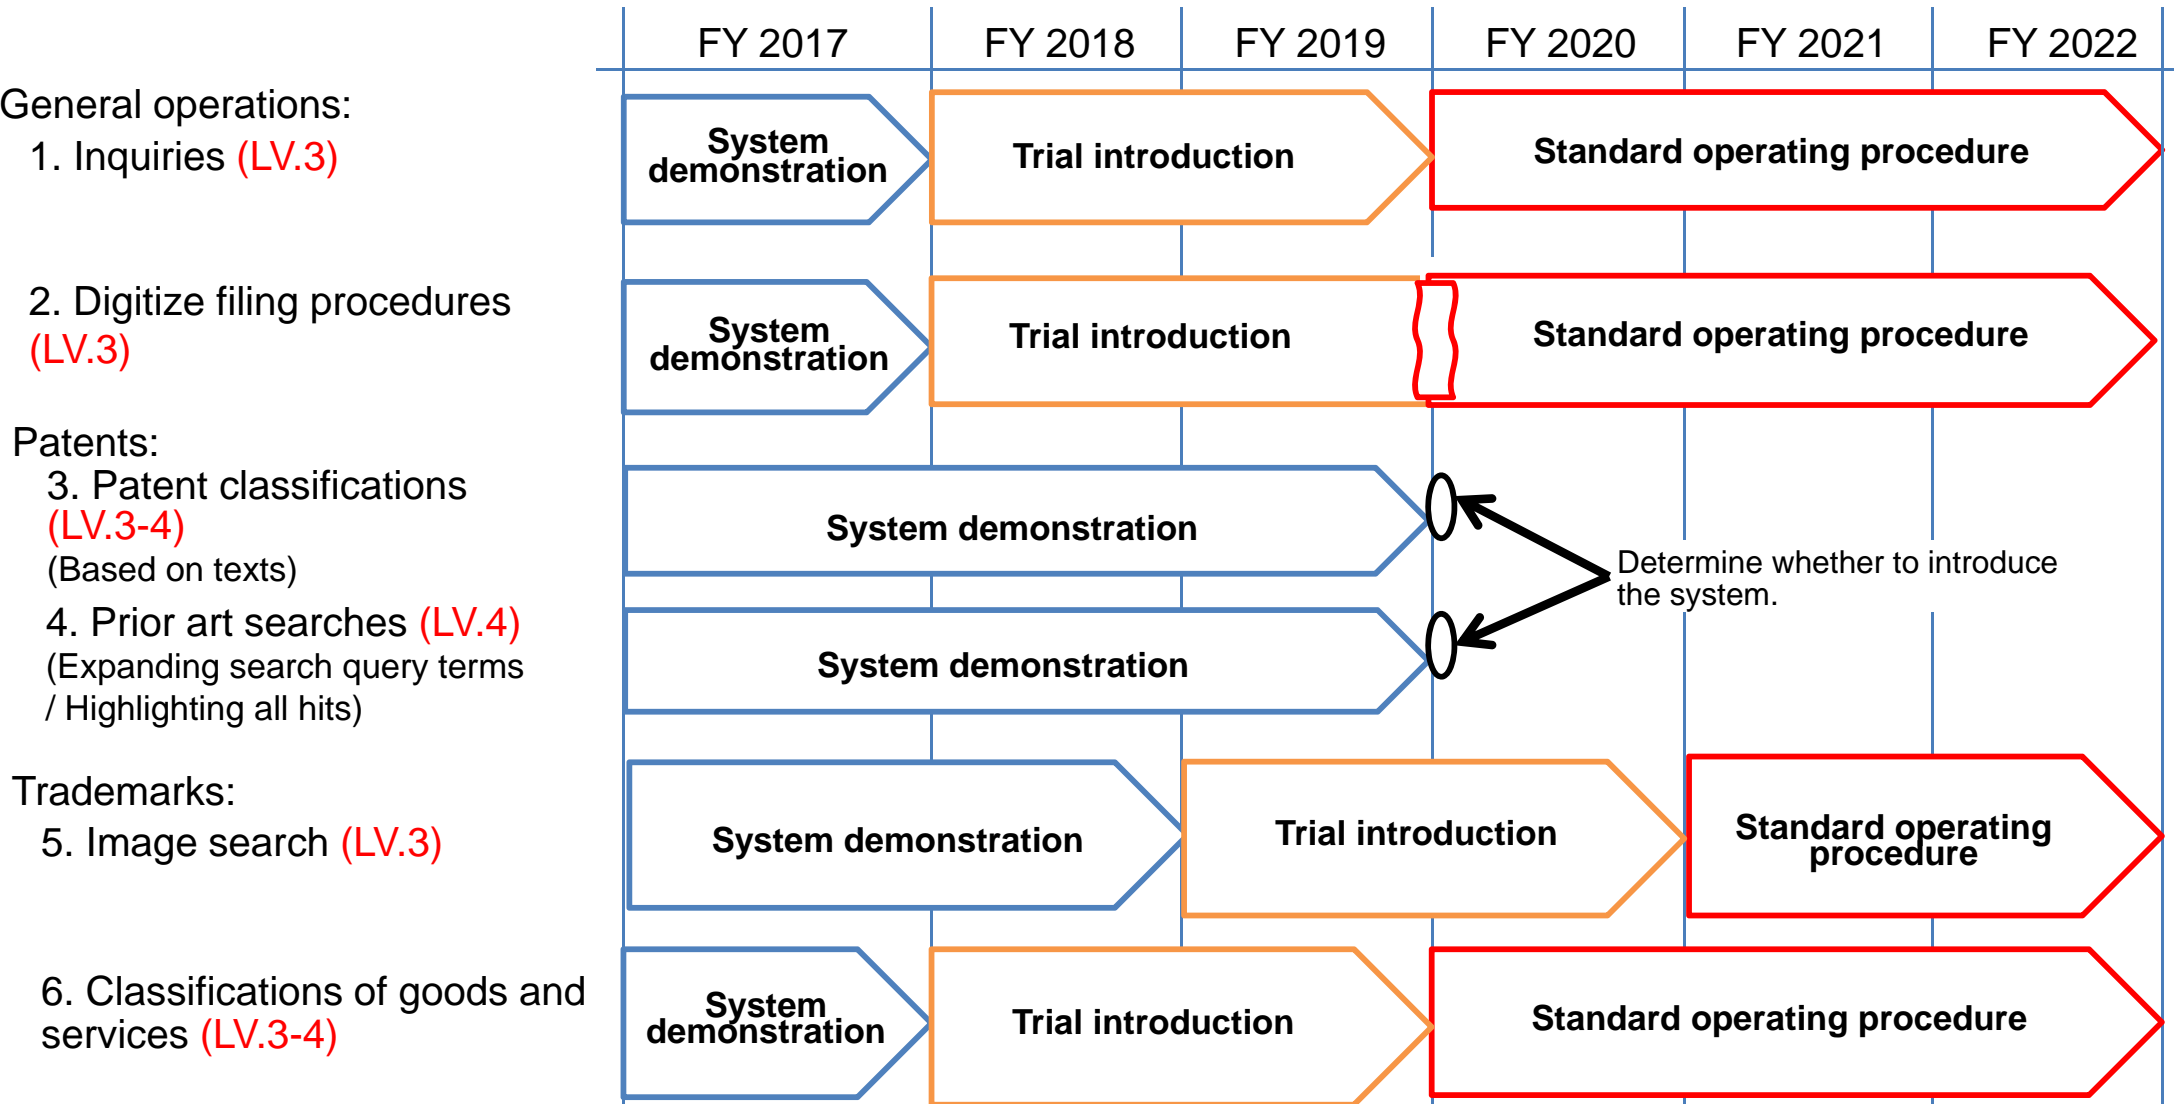 FY 2017 FY 2018 FY 2019 FY 2020 FY 2021 FY 2022
General operations:
1. Inquiries (LV.3)
System
demonstration
Trial introduction
Standard operating procedure
2. Digitize filing procedures
(LV.3)
System
demonstration
Trial introduction
Standard operating procedure
Patents:
3. Patent classifications
(LV.3-4)
(Based on texts)
System demonstration
Determine whether to introduce
the system.
4. Prior art searches (LV.4)
(Expanding search query terms
/ Highlighting all hits)
System demonstration
Trademarks:
5. Image search (LV.3)
System demonstration
Trial introduction
Standard operating
procedure
6. Classifications of goods and
services (LV.3-4)
System
demonstration
Trial introduction
Standard operating procedure